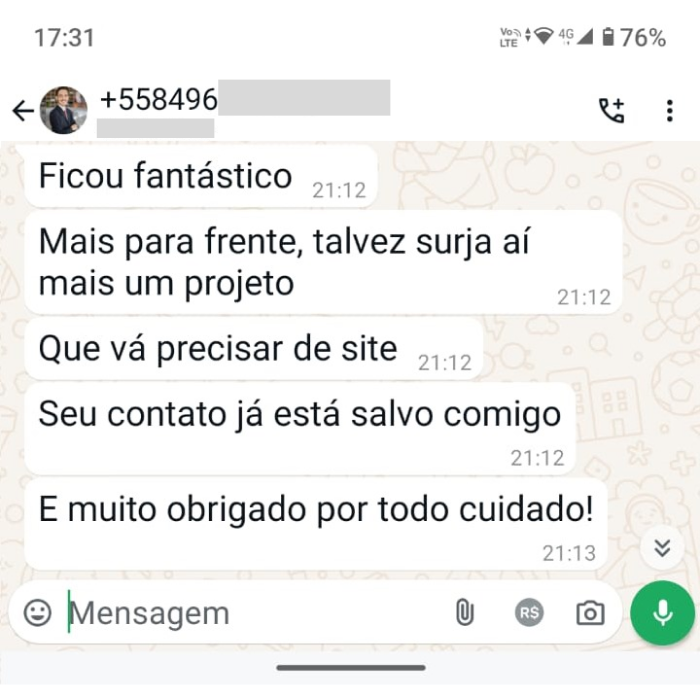 17:31
Vo LTE 4G 76%
+558496
Ficou fantástico 21:12
Mais para frente, talvez surja aí
mais um projeto 21:12
Que vá precisar de site 21:12
Seu contato já está salvo comigo
21:12
E muito obrigado por todo cuidado!
21:13
Mensagem R$